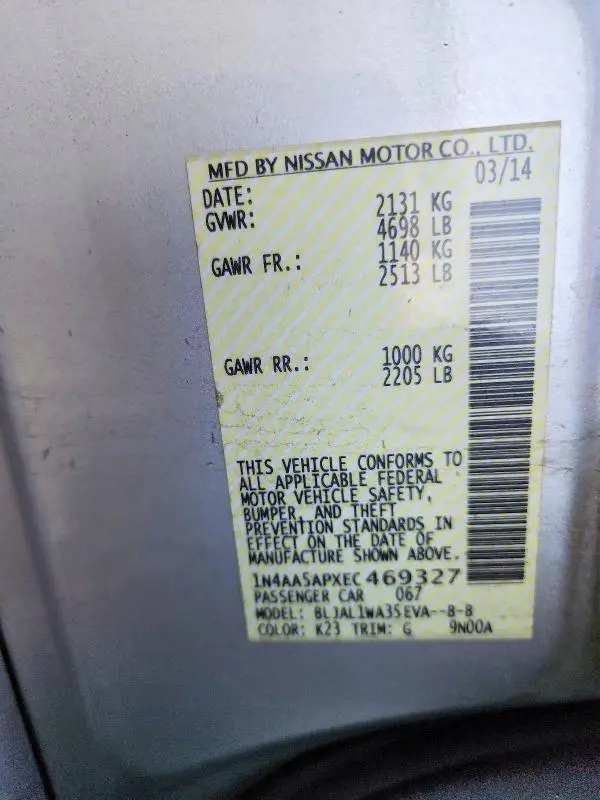 MFD BY NISSAN MOTOR CO., LTD.
DATE: 03/14
GVWR: 2131 KG
4698 LB
GAWR FR.: 1140 KG
2513 LB
GAWR RR.: 1000 KG
2205 LB
THIS VEHICLE CONFORMS TO
ALL APPLICABLE FEDERAL
MOTOR VEHICLE SAFETY,
BUMPER, AND THEFT
PREVENTION STANDARDS IN
EFFECT ON THE DATE OF
MANUFACTURE SHOWN ABOVE.
1N4AA5APXEC469327
PASSENGER CAR 067
MODEL: BLJAL1WA35EVA--8-8
COLOR: K23 TRIM: G 9N00A